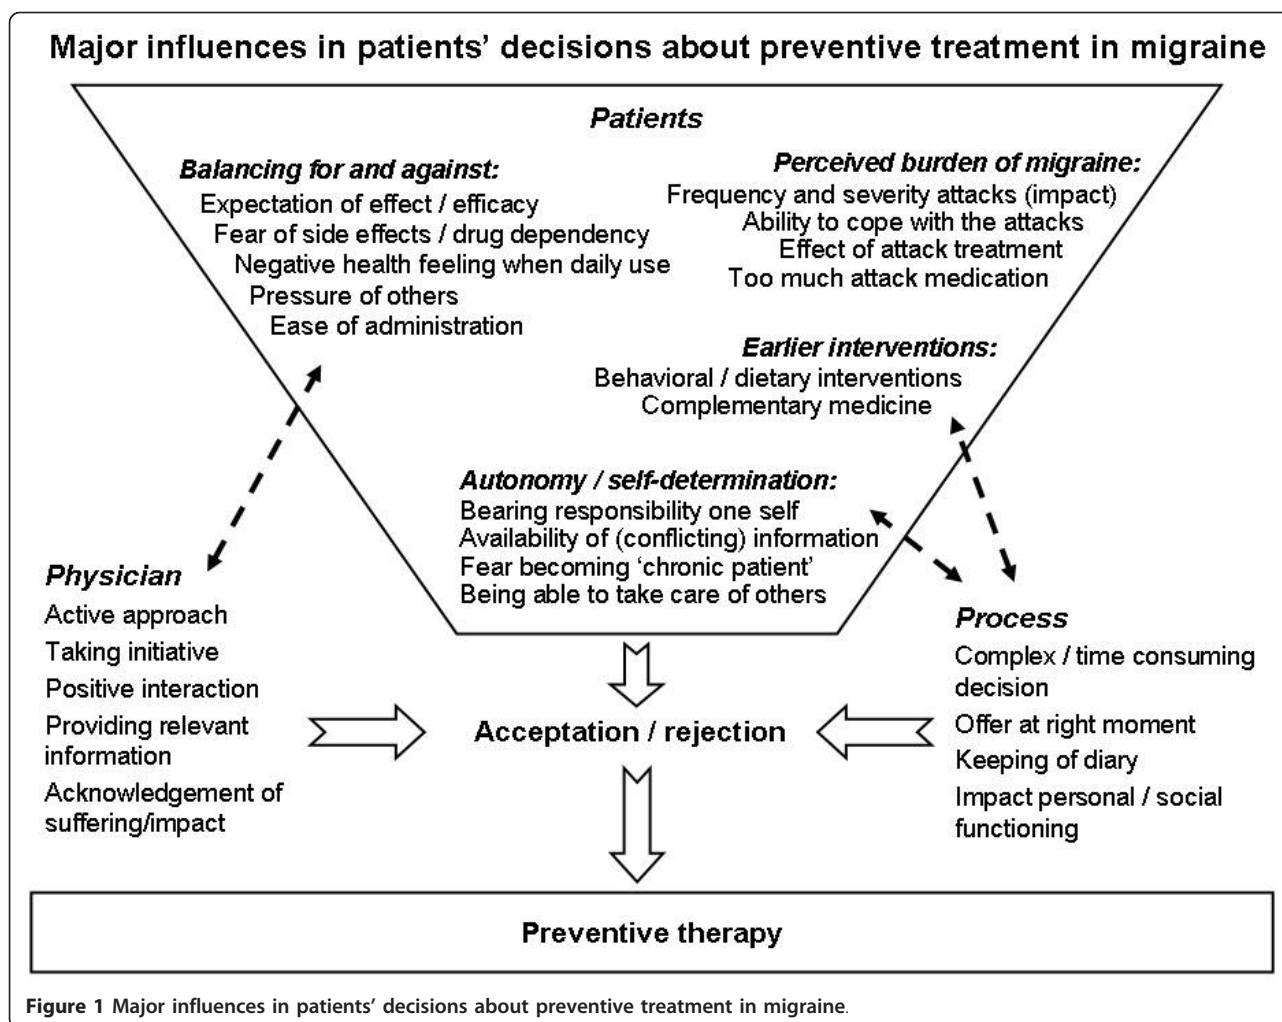 Major influences in patients' decisions about preventive treatment in migraine
Patients
Balancing for and against:
Expectation of effect / efficacy
Fear of side effects / drug dependency
Negative health feeling when daily use
Pressure of others
Ease of administration
Perceived burden of migraine:
Frequency and severity attacks (impact)
Ability to cope with the attacks
Effect of attack treatment
Too much attack medication
Earlier interventions:
Behavioral / dietary interventions
Complementary medicine
Autonomy / self-determination:
Bearing responsibility one self
Availability of (conflicting) information
Fear becoming 'chronic patient'
Being able to take care of others
Physician
Active approach
Taking initiative
Positive interaction
Providing relevant
information
Acknowledgement of
suffering/impact
Process
Complex / time consuming
decision
Offer at right moment
Keeping of diary
Impact personal / social
functioning
Acceptation / rejection
Preventive therapy
Figure 1 Major influences in patients' decisions about preventive treatment in migraine.